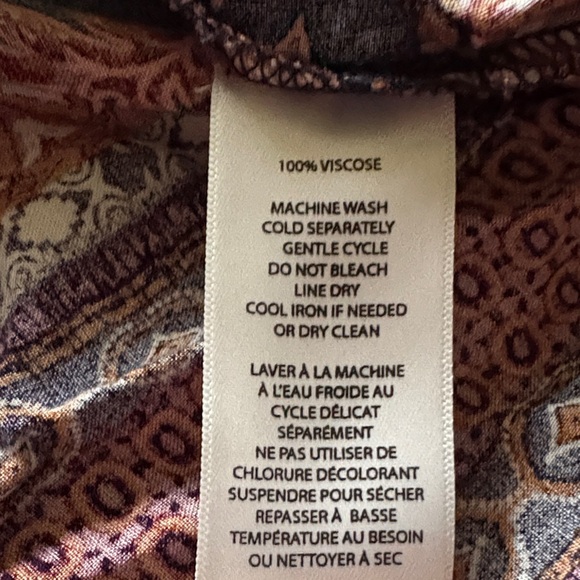 100% VISCOSE
MACHINE WASH
COLD SEPARATELY
GENTLE CYCLE
DO NOT BLEACH
LINE DRY
COOL IRON IF NEEDED
OR DRY CLEAN
LAVER À LA MACHINE
À L'EAU FROIDE AU
CYCLE DÉLICAT
SÉPARÉMENT
NE PAS UTILISER DE
CHLORURE DÉCOLORANT
SUSPENDRE POUR SÉCHER
REPASSER À BASSE
TEMPÉRATURE AU BESOIN
OU NETTOYER À SEC